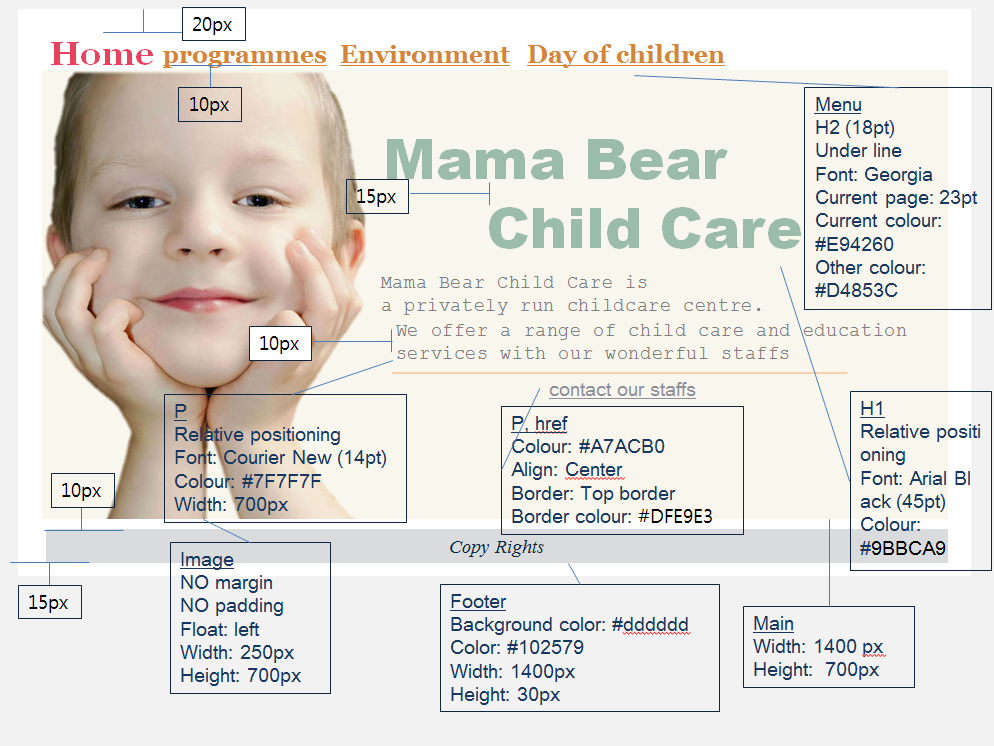 20px
Home programmes Environment Day of children
10px
Menu
H2 (18pt)
Under line
Font: Georgia
Current page: 23pt
Current colour:
#E94260
Other colour:
#D4853C
Mama Bear
15px
Child Care
Mama Bear Child Care is
a privately run childcare centre.
We offer a range of child care and education
services with our wonderful staffs
10px
contact our staffs
P
Relative positioning
Font: Courier New (14pt)
Colour: #7F7F7F
Width: 700px
P, href
Colour: #A7ACB0
Align: Center
Border: Top border
Border colour: #DFE9E3
H1
Relative positi
oning
Font: Arial Bl
ack (45pt)
Colour:
#9BBCA9
10px
Copy Rights
15px
Image
NO margin
NO padding
Float: left
Width: 250px
Height: 700px
Footer
Background color: #dddddd
Color: #102579
Width: 1400px
Height: 30px
Main
Width: 1400 px
Height: 700px